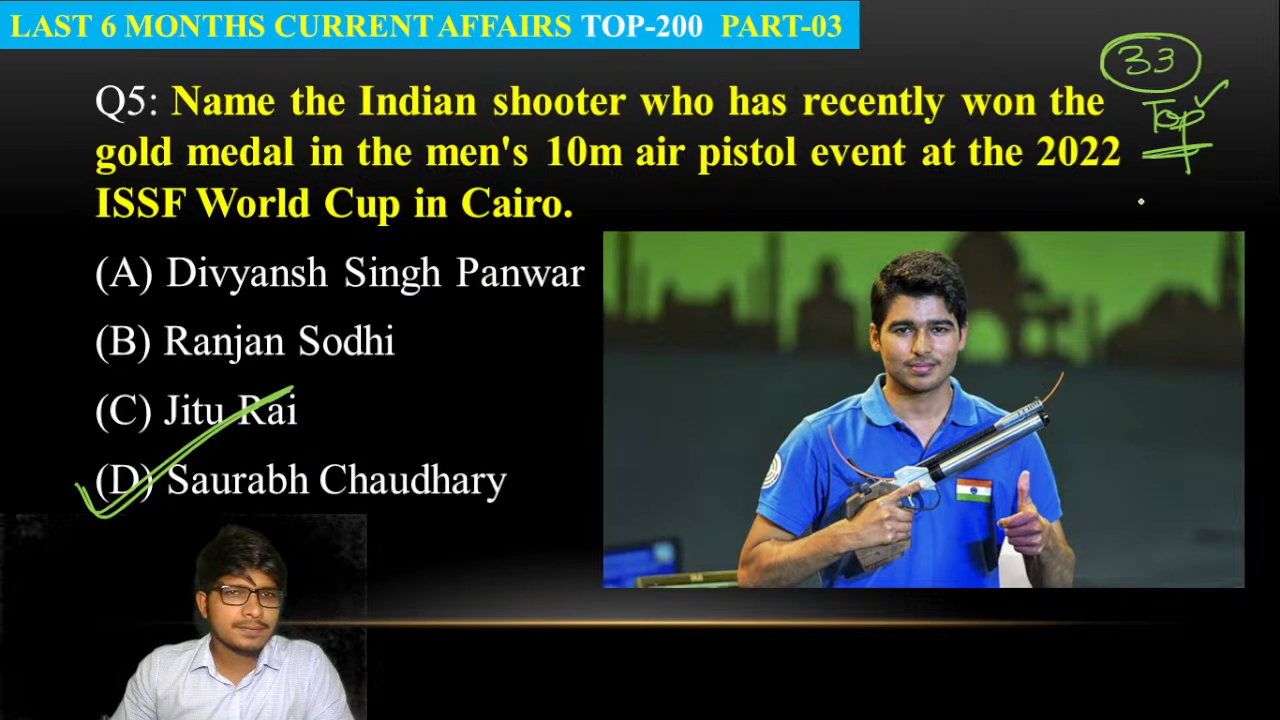 LAST 6 MONTHS CURRENT AFFAIRS TOP-200 PART-03
33
Top
Q5: Name the Indian shooter who has recently won the
gold medal in the men's 10m air pistol event at the 2022
ISSF World Cup in Cairo.
(A) Divyansh Singh Panwar
(B) Ranjan Sodhi
(C) Jitu Rai
(D) Saurabh Chaudhary